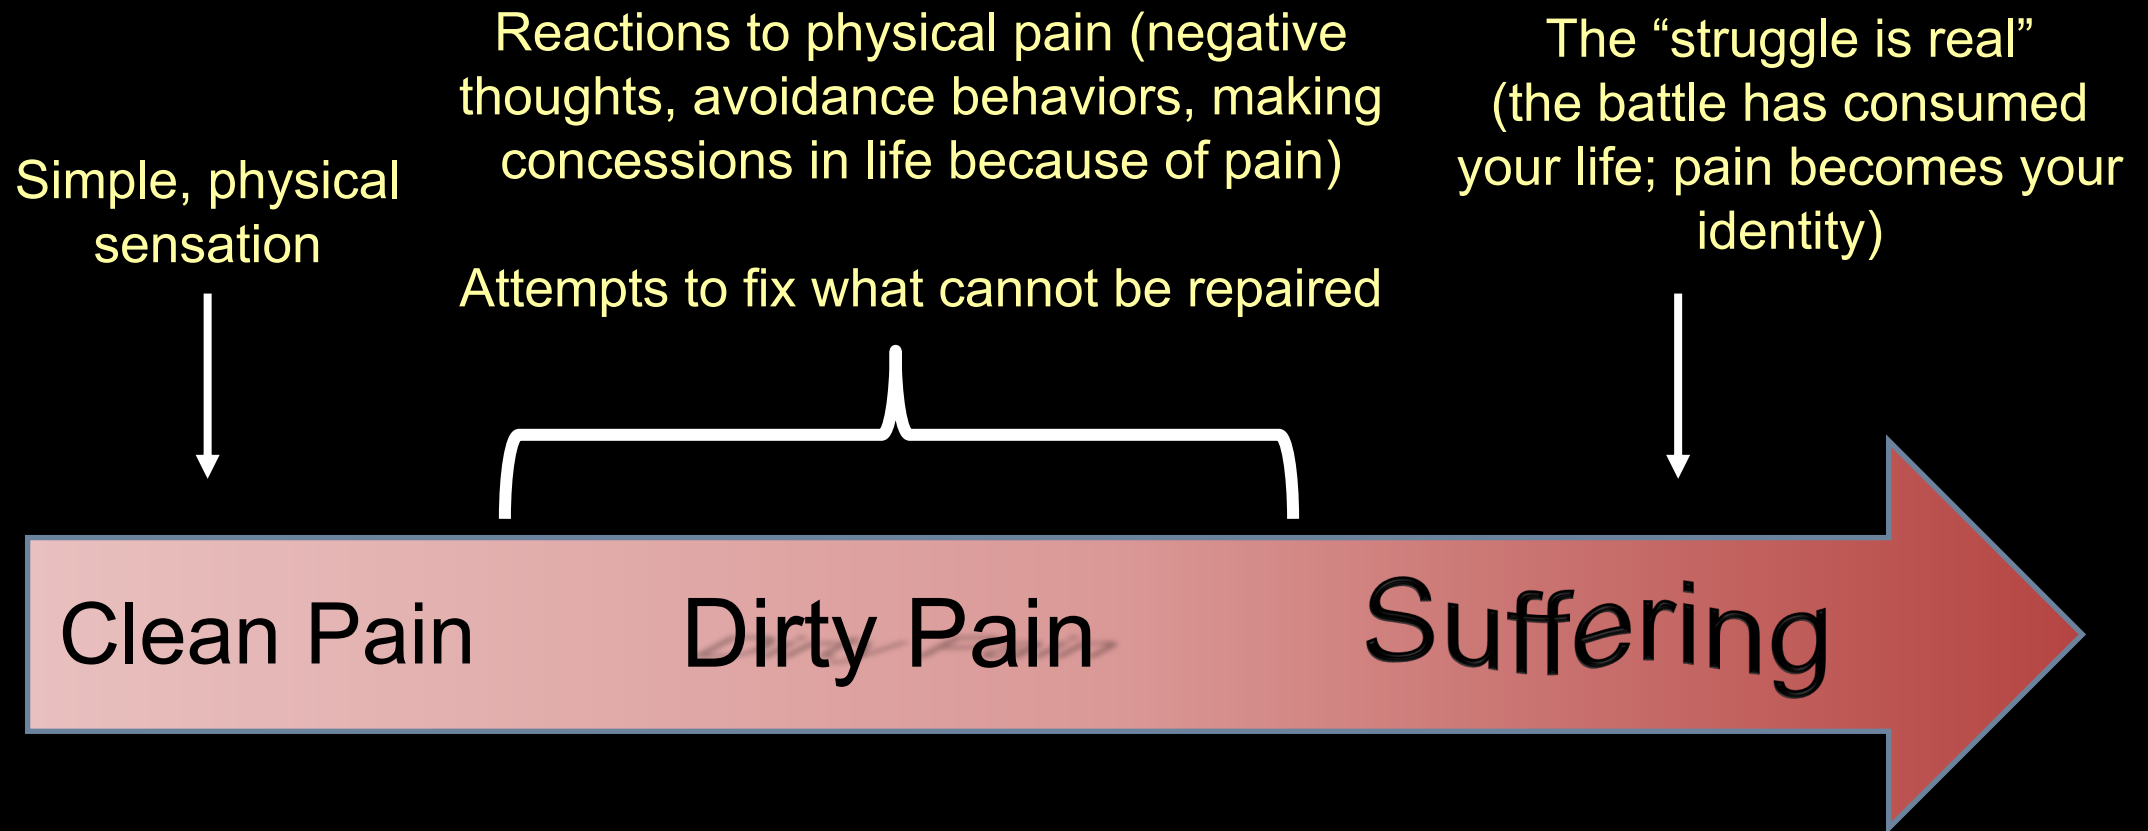 Simple, physical
sensation
Reactions to physical pain (negative
thoughts, avoidance behaviors, making
concessions in life because of pain)
Attempts to fix what cannot be repaired
The “struggle is real”
(the battle has consumed
your life; pain becomes your
identity)
Clean Pain
Dirty Pain
Suffering